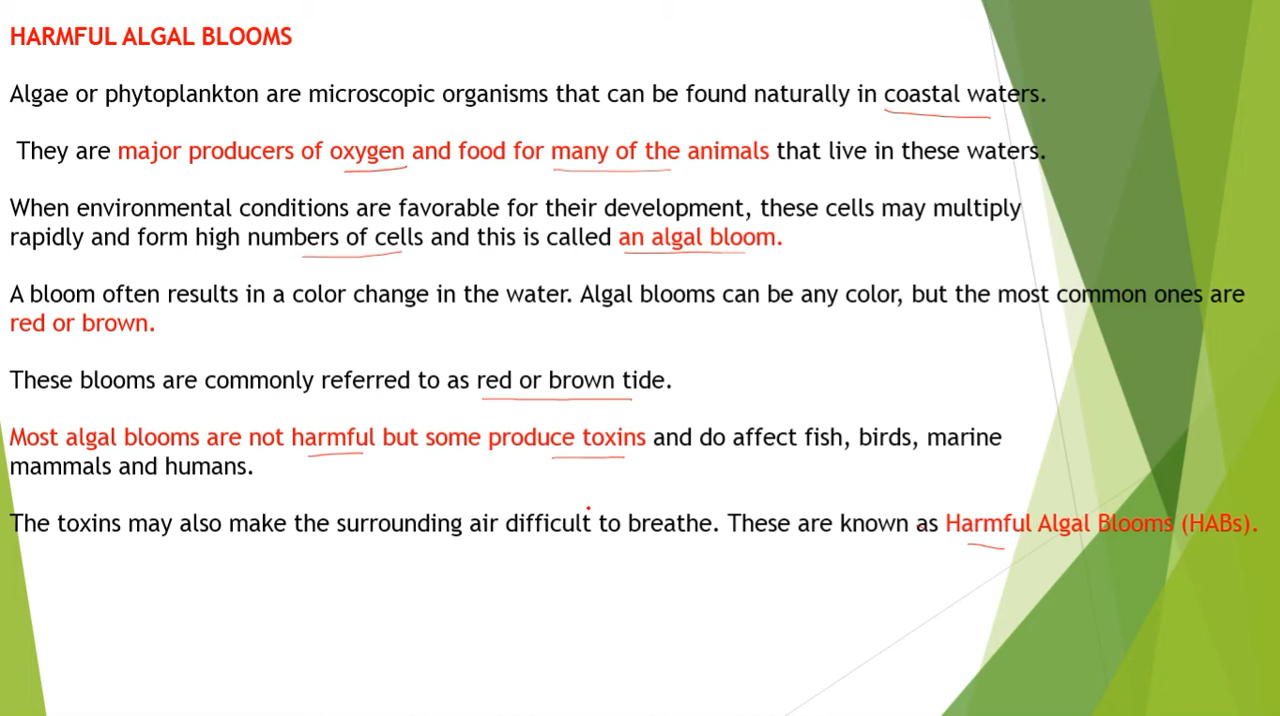 HARMFUL ALGAL BLOOMS
Algae or phytoplankton are microscopic organisms that can be found naturally in coastal waters.
They are major producers of oxygen and food for many of the animals that live in these waters.
When environmental conditions are favorable for their development, these cells may multiply
rapidly and form high numbers of cells and this is called an algal bloom.
A bloom often results in a color change in the water. Algal blooms can be any color, but the most common ones are
red or brown.
These blooms are commonly referred to as red or brown tide.
Most algal blooms are not harmful but some produce toxins and do affect fish, birds, marine
mammals and humans.
The toxins may also make the surrounding air difficult to breathe. These are known as Harmful Algal Blooms (HABs).